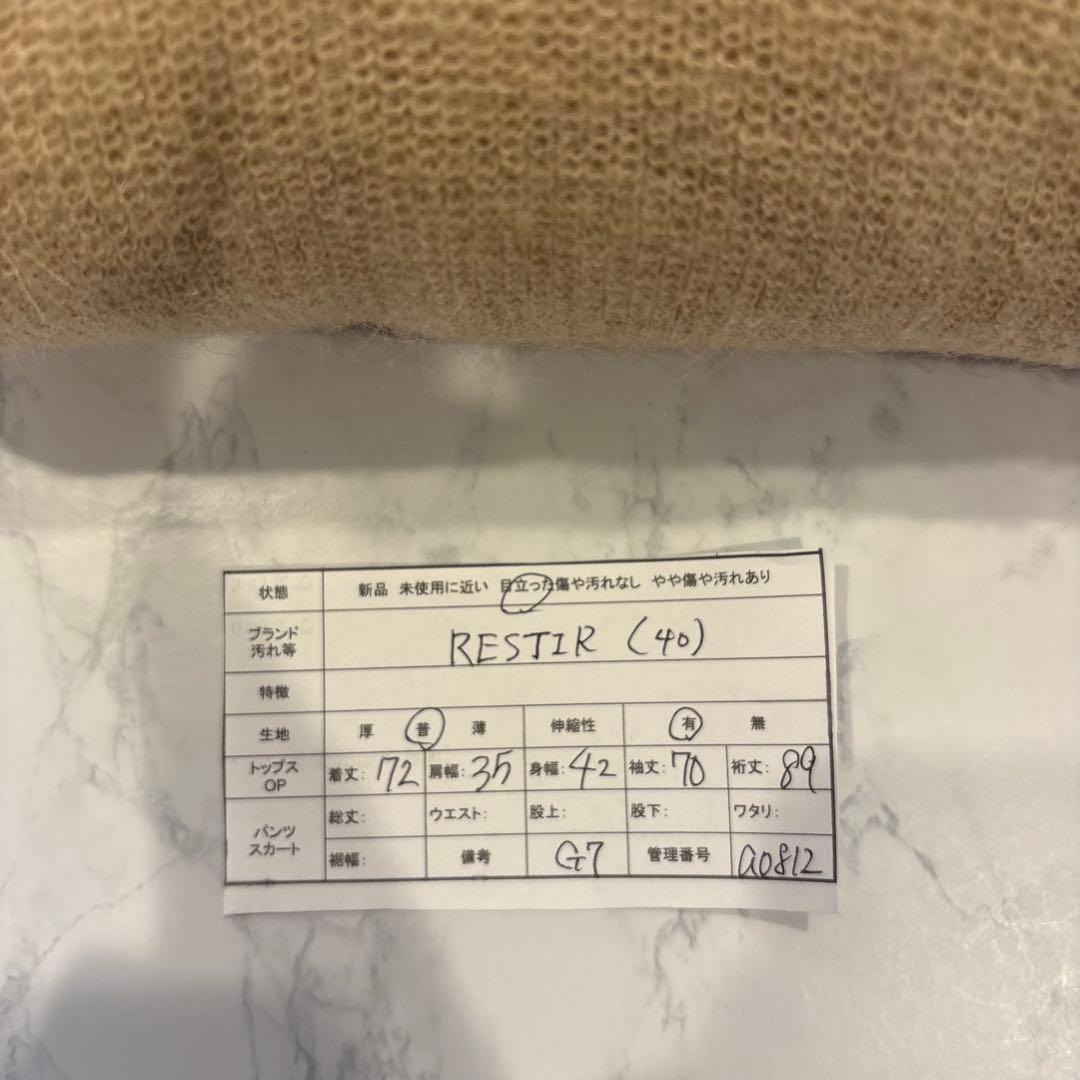 状態 新品 未使用に近い 目立った傷や汚れなし やや傷や汚れあり
ブランド
汚れ等
RESTIR (40)
特徴
生地 厚 普 薄 伸縮性 有 無
トップス
OP
着丈: 72 肩幅: 35 身幅: 42 袖丈: 70 裄丈: 89
パンツ
スカート
総丈: ウエスト: 股上: 股下: ワタリ:
裾幅: 備考 G7 管理番号 a0812